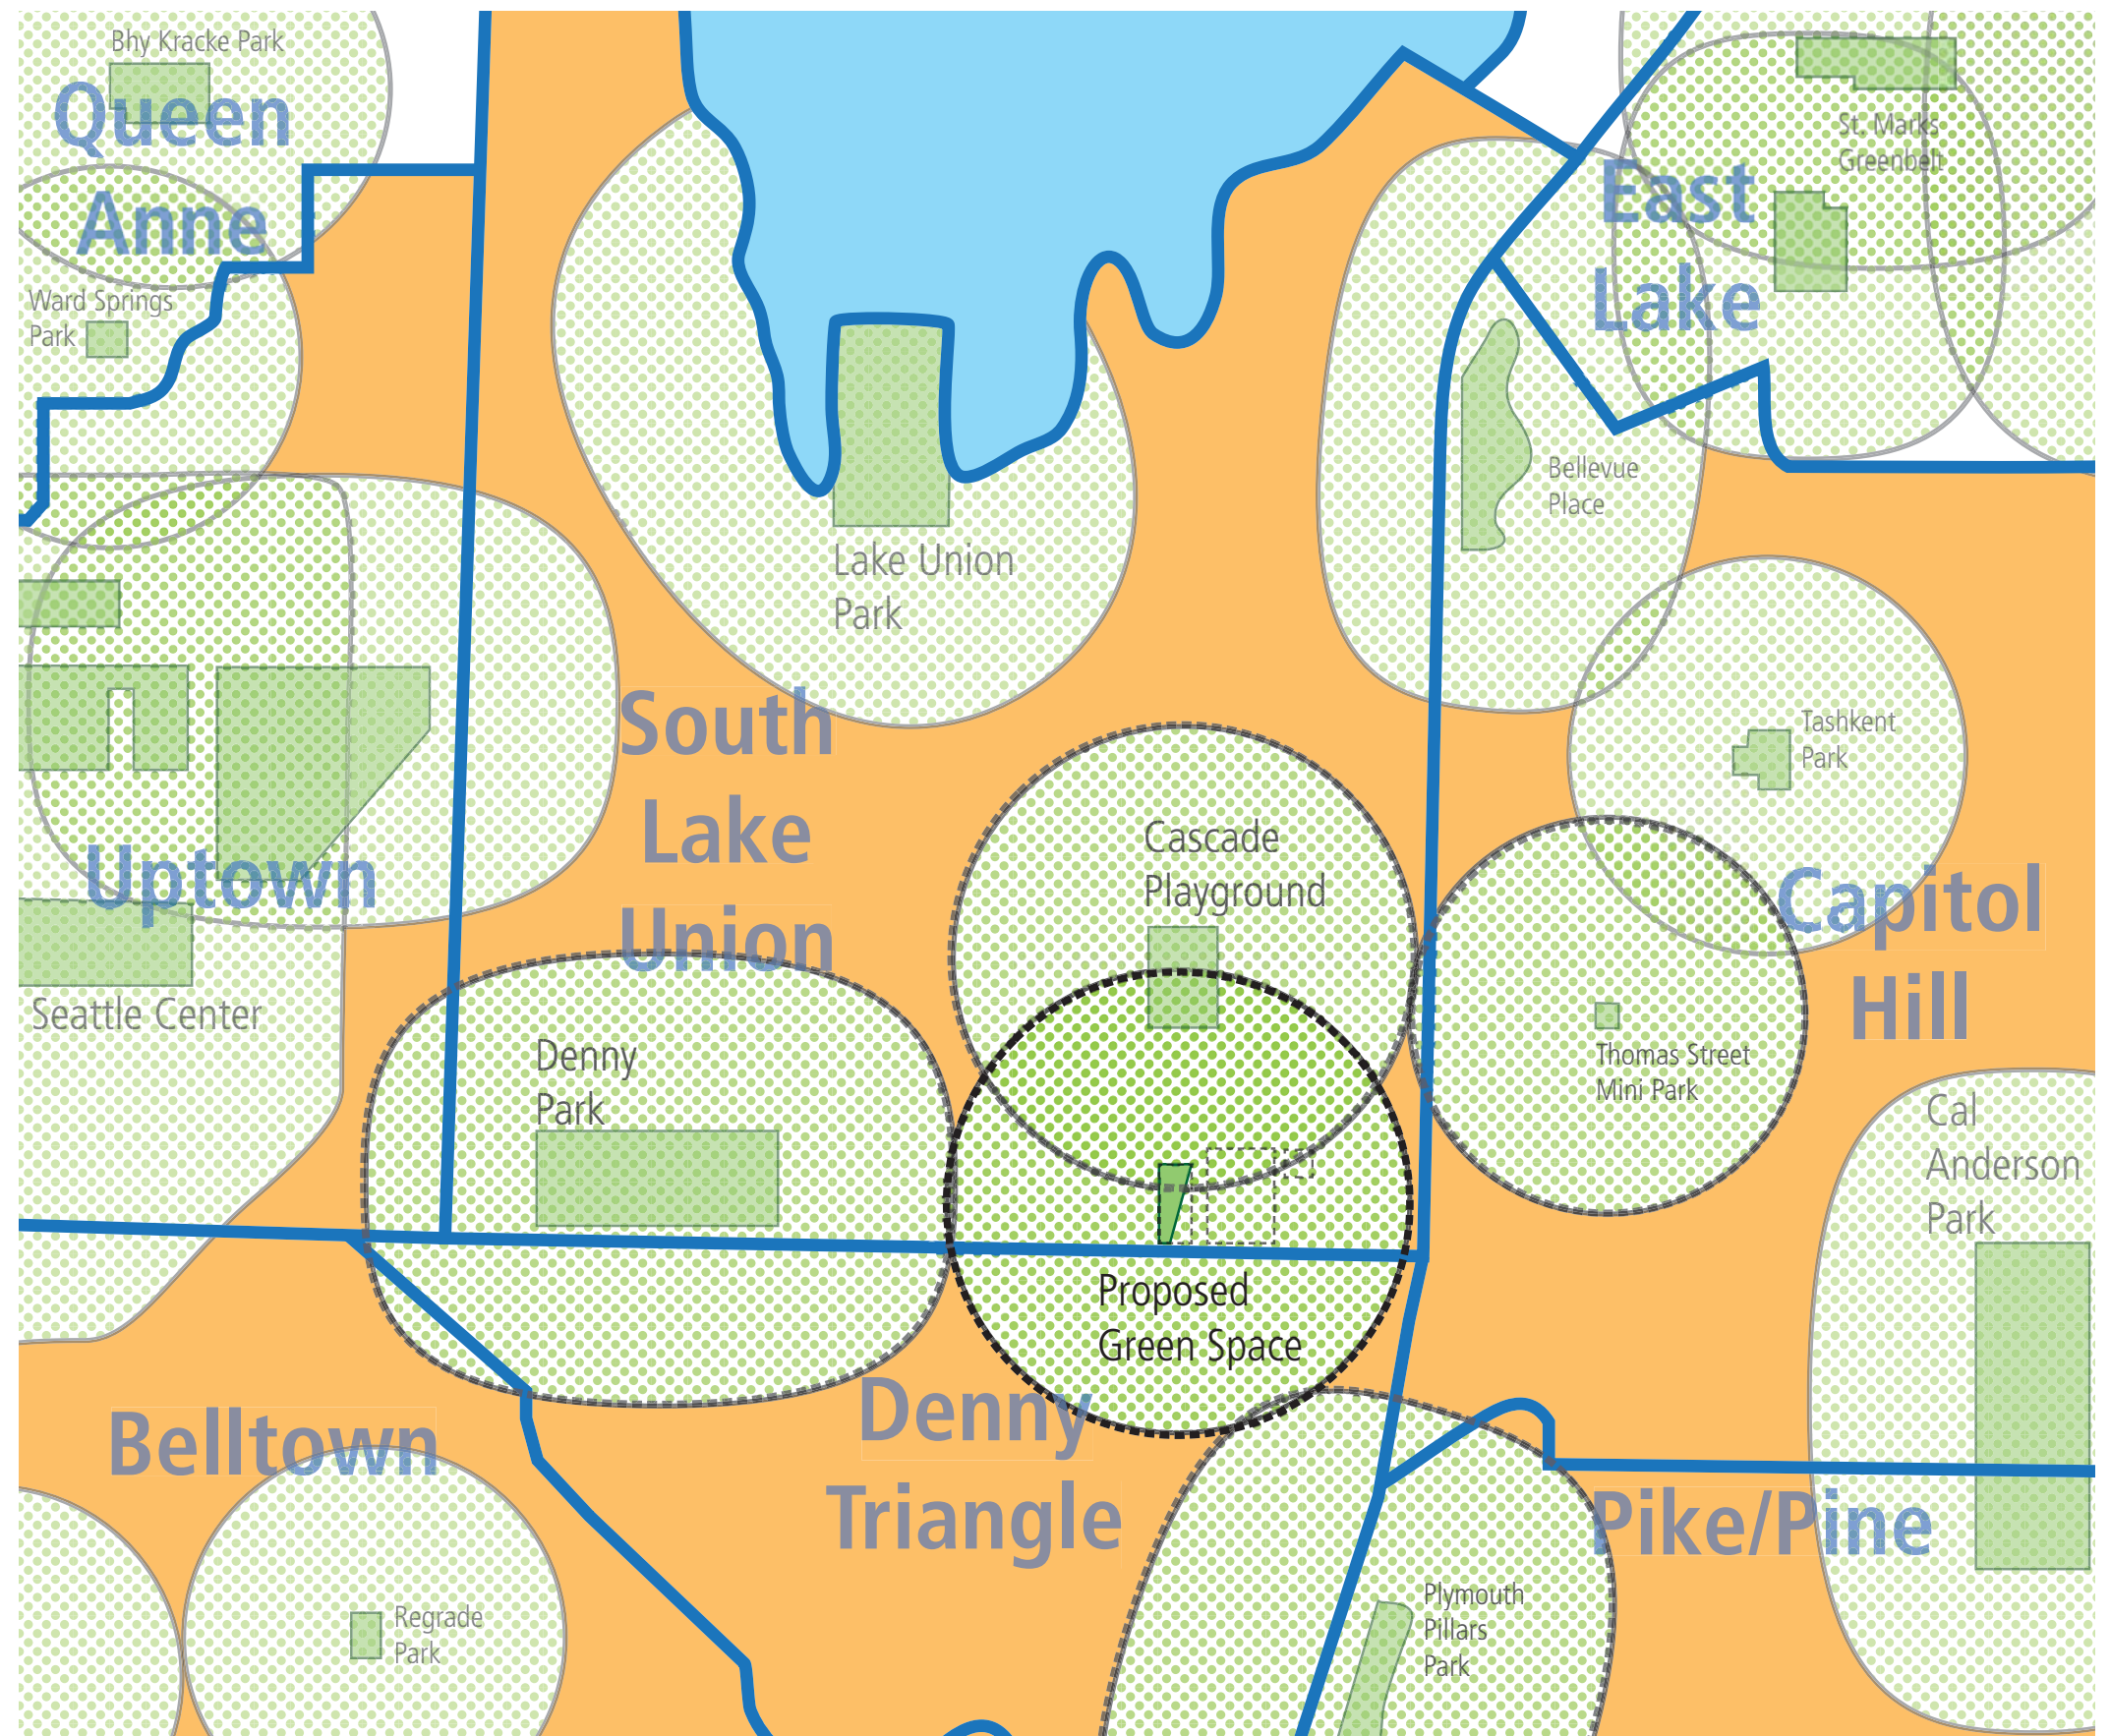 Bhy Kracke Park
Queen
Anne
Ward Springs
Park
St. Marks
Greenbelt
East
Lake
Bellevue
Place
Lake Union
Park
South
Lake
Union
Tashkent
Park
Cascade
Playground
Uptown
Seattle Center
Capitol
Hill
Denny
Park
Thomas Street
Mini Park
Cal
Anderson
Park
Proposed
Green Space
Denny
Triangle
Belltown
Pike/Pine
Regrade
Park
Plymouth
Pillars
Park